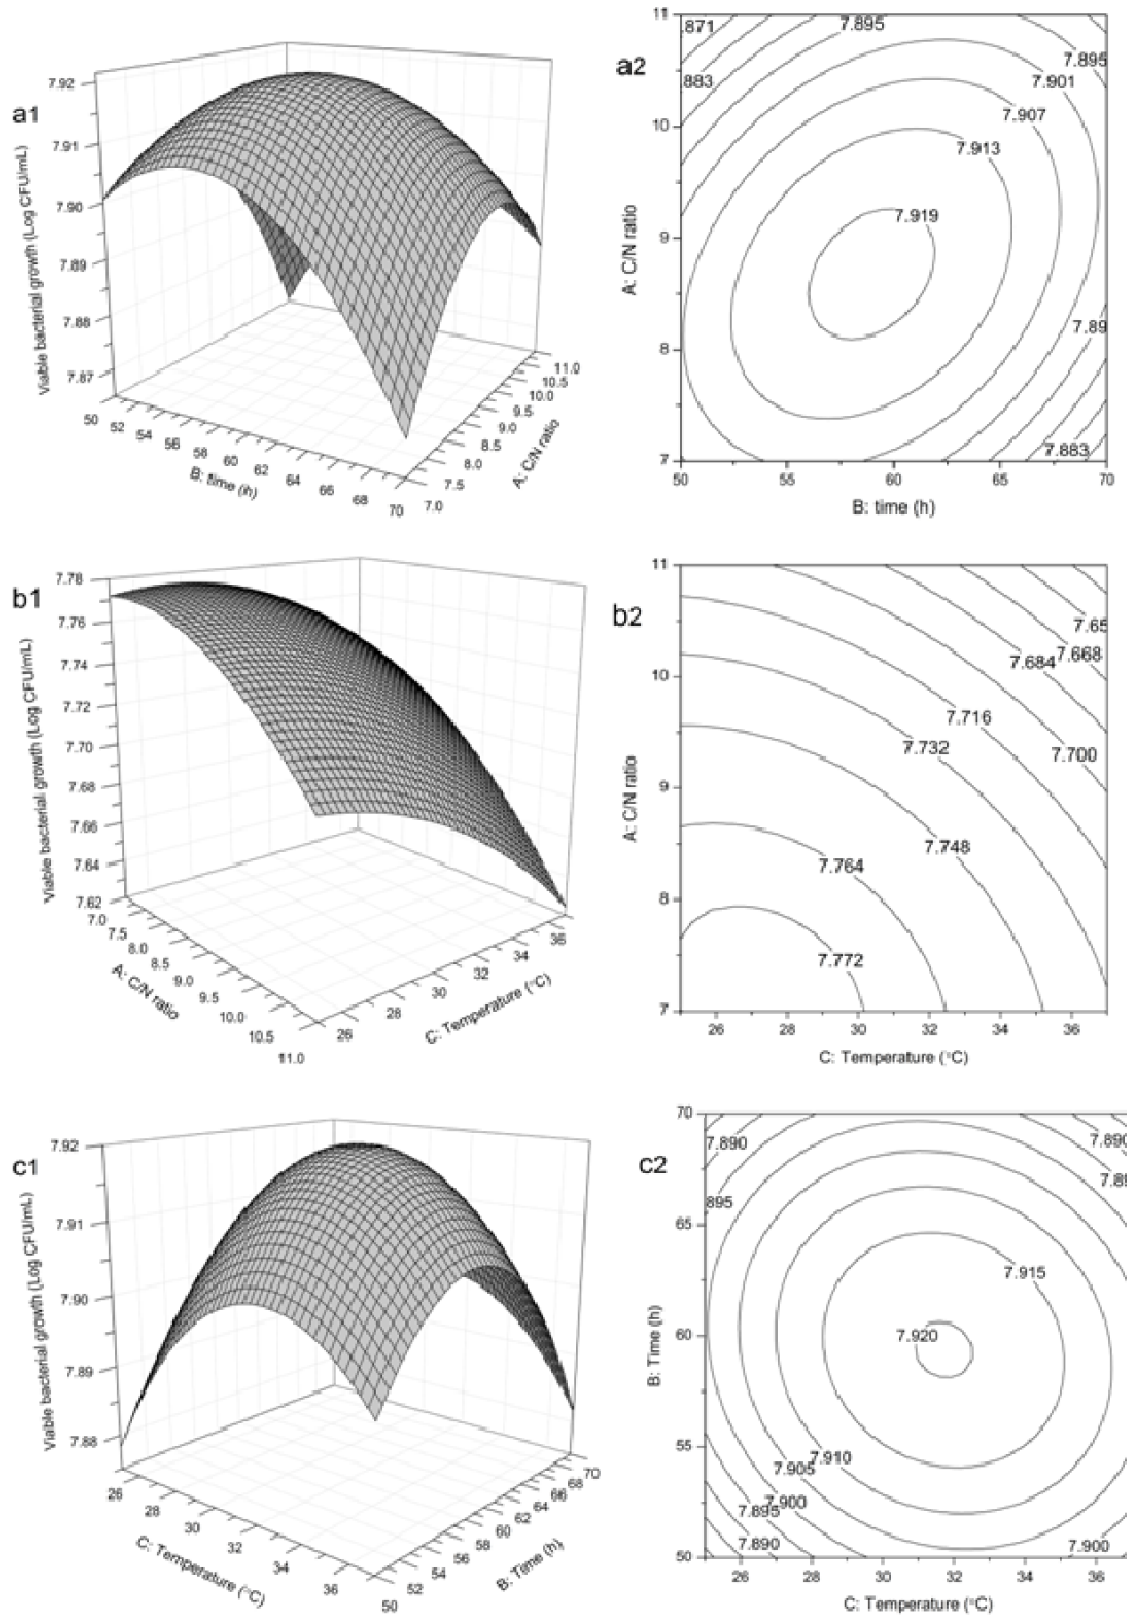 a1
Viable bacterial growth (Log CFU/mL)
7.92
7.91
7.90
7.89
7.88
7.87
50 52 54 56 58 60 62 64 66 68 70
B: time (h)
7.0 7.5 8.0 8.5 9.0 9.5 10.0 10.5 11.0
A: C/N ratio
a2
A: C/N ratio
11
10
9
8
7
.871
7.895
7.895
883
7.901
7.907
7.913
7.919
7.89
7.883
50 55 60 65 70
B: time (h)
b1
Viable bacterial growth (Log CFU/mL)
7.78
7.76
7.74
7.72
7.70
7.68
7.66
7.64
7.62
7.0 7.5 8.0 8.5 9.0 9.5 10.0 10.5 11.0
A: C/N ratio
26 28 30 32 34 36
C: Temperature (°C)
b2
A: C/N ratio
11
10
9
8
7
7.65
7.684 7.668
7.716
7.732 7.700
7.748
7.764
7.772
26 28 30 32 34 36
C: Temperature (°C)
c1
Viable bacterial growth (Log CFU/mL)
7.92
7.91
7.90
7.89
7.88
26 28 30 32 34 36
C: Temperature (°C)
50 52 54 56 58 60 62 64 66 68 70
B: Time (h)
c2
B: Time (h)
70
65
60
55
50
7.890 7.890
7.89
895
7.915
7.920
7.910
7.905
7.900
7.895
7.890 7.900
26 28 30 32 34 36
C: Temperature (°C)